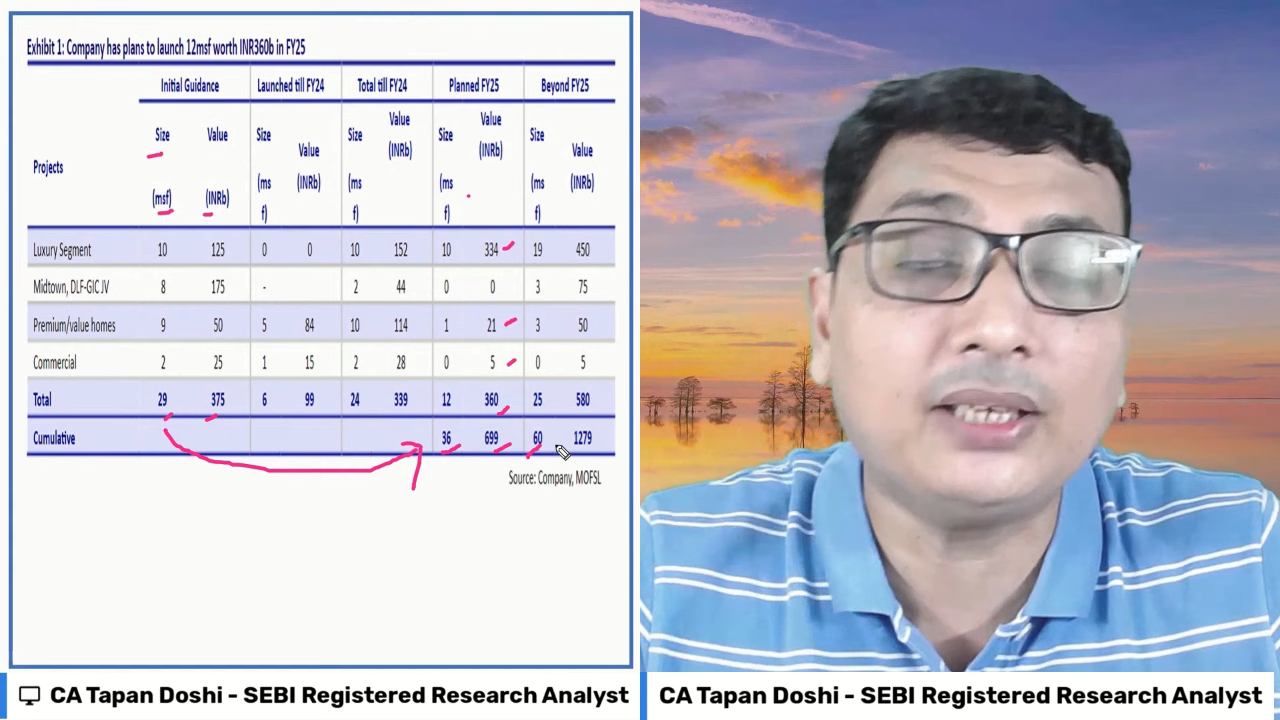 Exhibit 1: Company has plans to launch 12msf worth INR360b in FY25
Initial Guidance Launched till FY24 Total till FY24 Planned FY25 Beyond FY25
Projects Size (msf) Value (INRb) Size (ms f) Value (INRb) Size (ms f) Value (INRb) Size (ms f) Value (INRb) Size (ms f) Value (INRb)
Luxury Segment 10 125 0 0 10 152 10 334 19 450
Midtown, DLF-GIC JV 8 175 - 2 44 0 0 3 75
Premium/value homes 9 50 5 84 10 114 1 21 3 50
Commercial 2 25 1 15 2 28 0 5 0 5
Total 29 375 6 99 24 339 12 360 25 580
Cumulative 36 699 60 1279
Source: Company, MOFSL
CA Tapan Doshi - SEBI Registered Research Analyst
CA Tapan Doshi - SEBI Registered Research Analyst